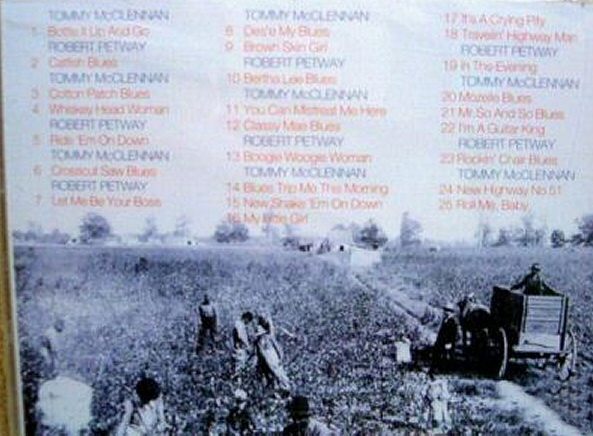 TOMMY McCLENNAN
1 Bottle It Up And Go
ROBERT PETWAY
2 Catfish Blues
TOMMY McCLENNAN
3 Cotton Patch Blues
4 Whiskey Head Woman
ROBERT PETWAY
5 Ride 'Em On Down
TOMMY McCLENNAN
6 Crosscut Saw Blues
ROBERT PETWAY
7 Let Me Be Your Boss
TOMMY McCLENNAN
8 Des'e My Blues
9 Brown Skin Girl
ROBERT PETWAY
10 Bertha Lee Blues
TOMMY McCLENNAN
11 You Can Mistreat Me Here
12 Classy Mae Blues
ROBERT PETWAY
13 Boogie Woogie Woman
TOMMY McCLENNAN
14 Blues Trip Me This Morning
15 New Shake 'Em On Down
16 My Little Girl
17 It's A Crying Pity
18 Travelin' Highway Man
ROBERT PETWAY
19 In The Evening
TOMMY McCLENNAN
20 Mozelle Blues
21 Mr. So And So Blues
22 I'm A Guitar King
ROBERT PETWAY
23 Rockin' Chair Blues
TOMMY McCLENNAN
24 New Highway No.51
25 Roll Me, Baby